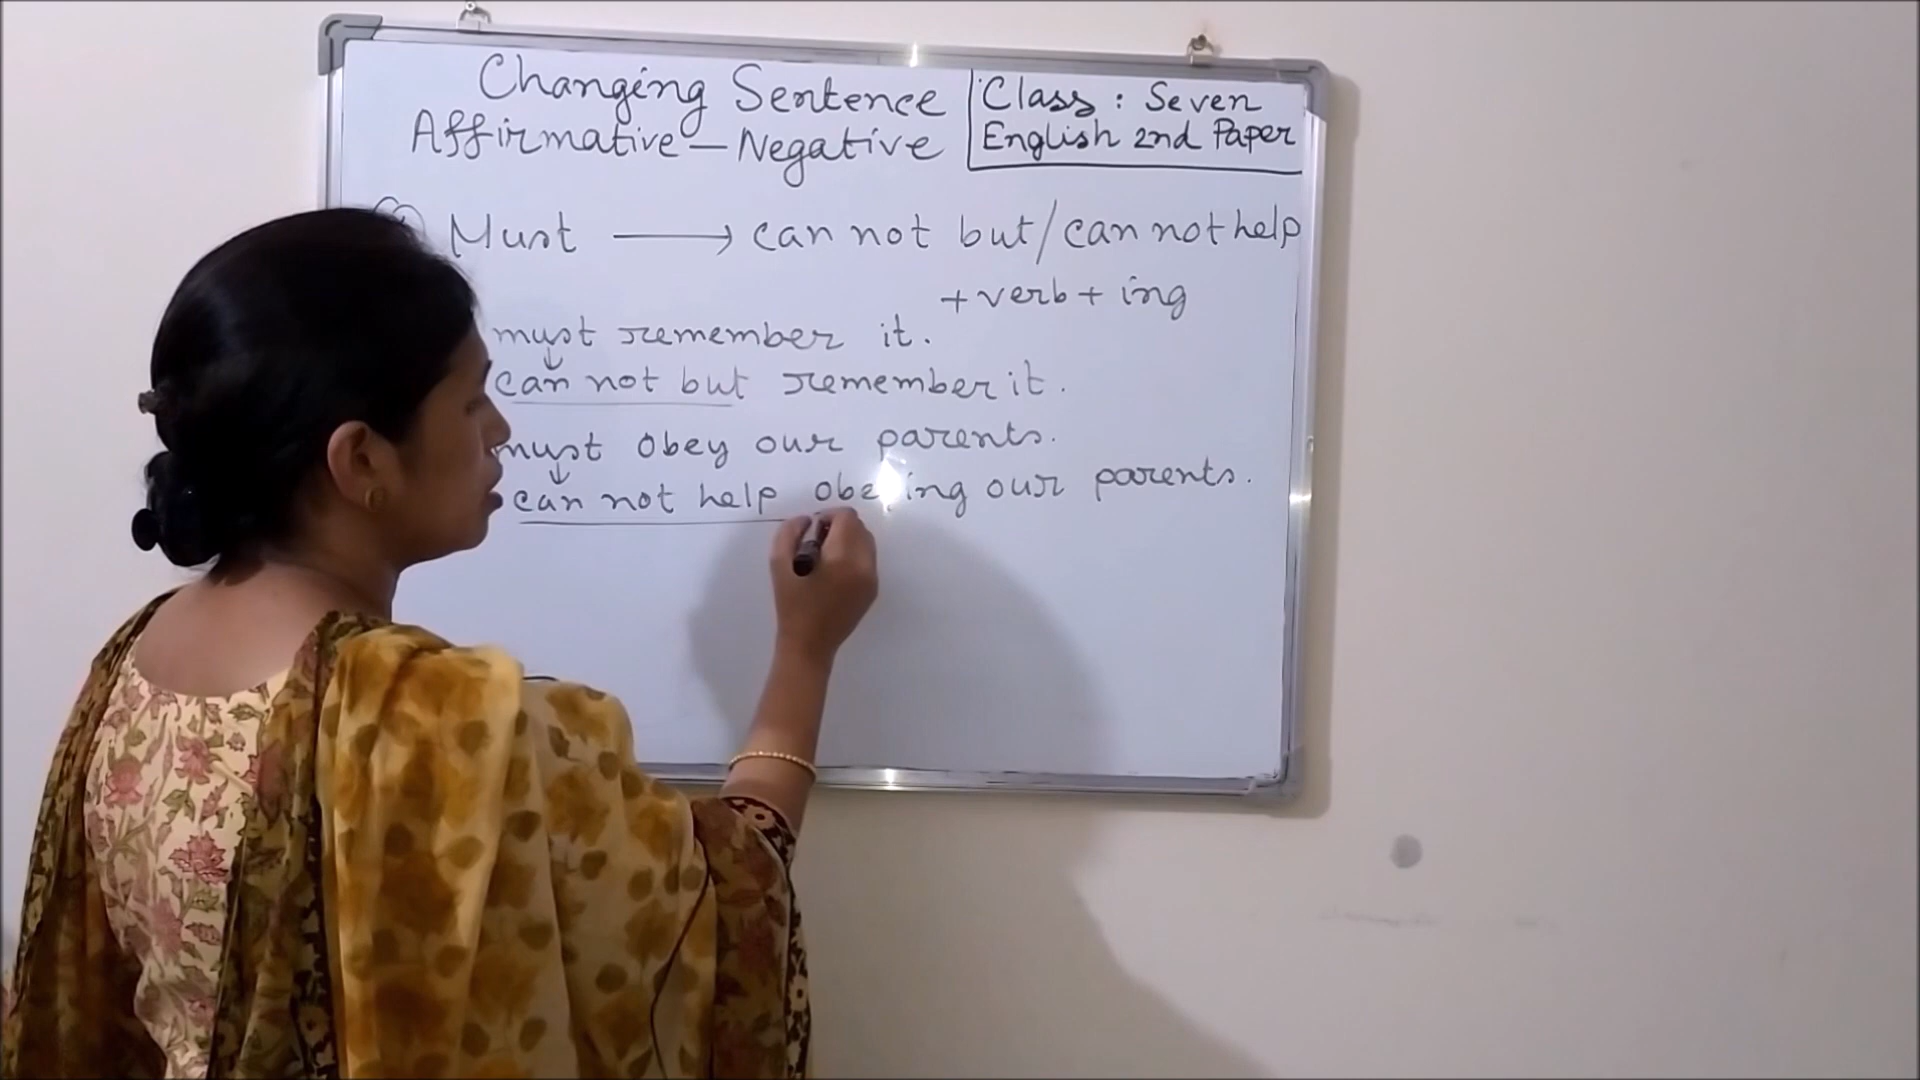 Changing Sentence
Affirmative – Negative
Class : Seven
English 2nd Paper
Must → can not but / can not help
+ verb + ing
must remember it.
↓
can not but remember it.
must obey our parents.
↓
can not help obeying our parents.